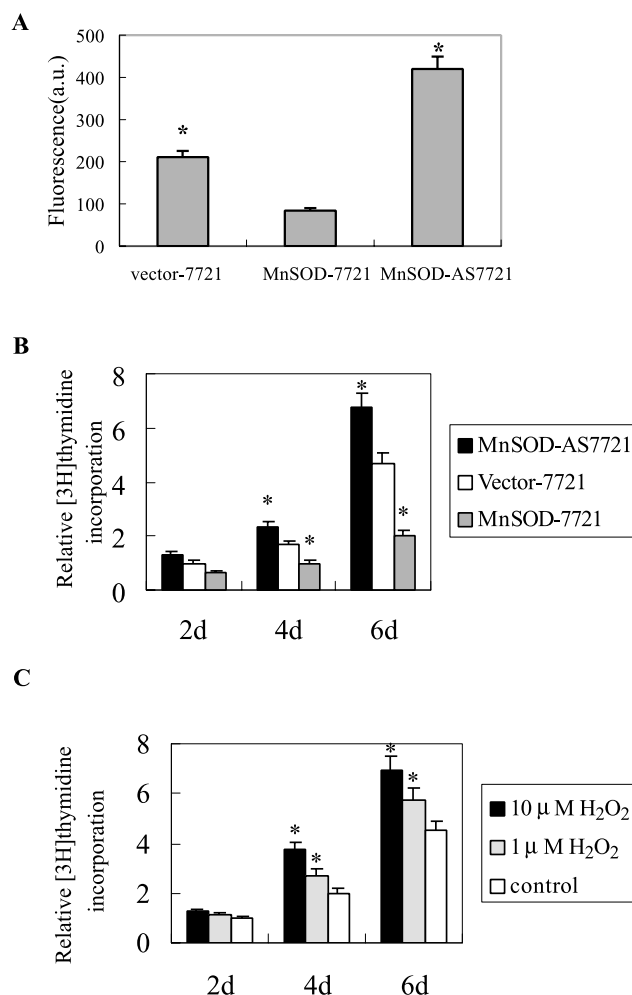 A
Fluorescence(a.u.)
500
400
300
200
100
0
*
*
vector-7721
MnSOD-7721
MnSOD-AS7721
B
Relative [3H]thymidine
incorporation
8
6
4
2
0
*
*
*
*
2d
4d
6d
MnSOD-AS7721
Vector-7721
MnSOD-7721
C
Relative [3H]thymidine
incorporation
8
6
4
2
0
*
*
*
*
2d
4d
6d
10 μ M H₂O₂
1 μ M H₂O₂
control